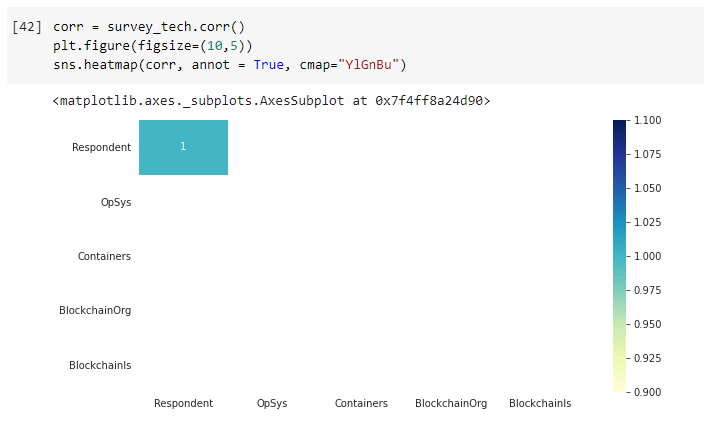 [42] corr = survey_tech.corr()
plt.figure(figsize=(10,5))
sns.heatmap(corr, annot = True, cmap="YlGnBu")
<matplotlib.axes._subplots.AxesSubplot at 0x7f4ff8a24d90>
Respondent
OpSys
Containers
BlockchainOrg
BlockchainIs
1
Respondent
OpSys
Containers
BlockchainOrg
BlockchainIs
1.100
1.075
1.050
1.025
1.000
0.975
0.950
0.925
0.900